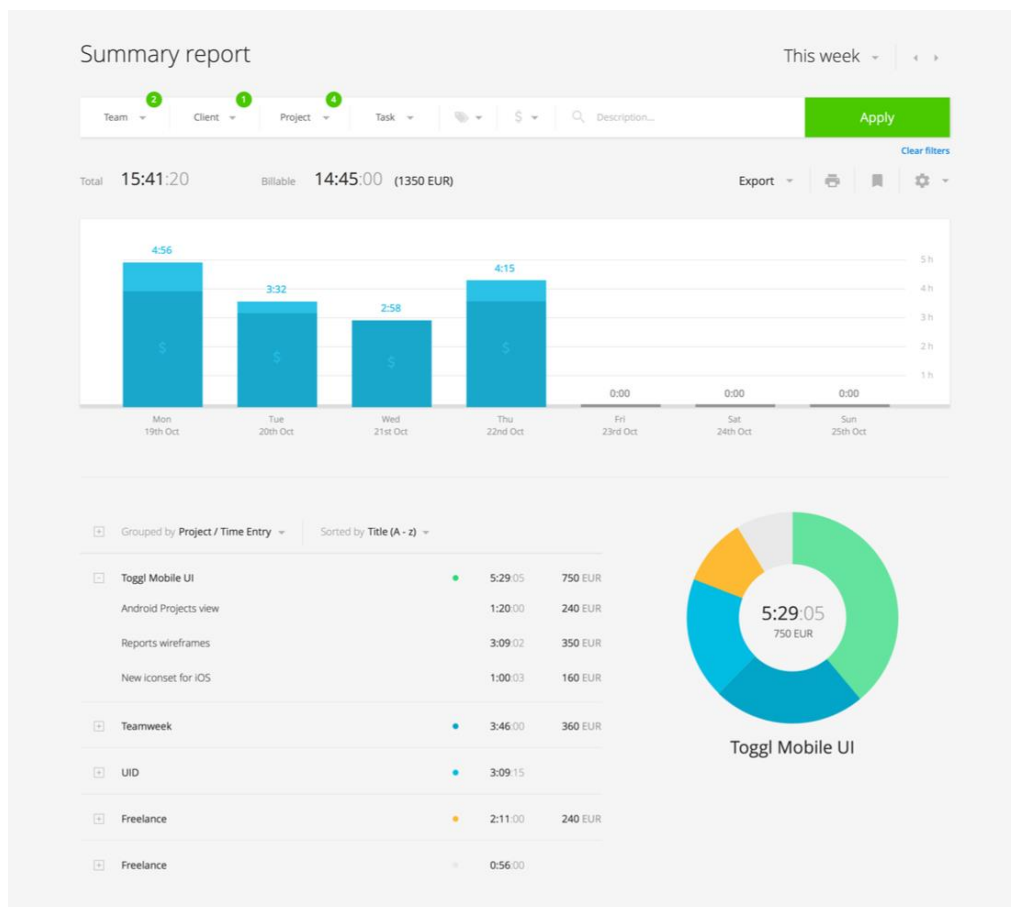 Summary report
This week
2 1 4
Team Client Project Task $ Description... Apply
Clear filters
Total 15:41:20 Billable 14:45:00 (1350 EUR) Export
4:56
5 h
4:15
3:32
4 h
2:58
3 h
$ $ $ $
2 h
1 h
0:00 0:00 0:00
Mon Tue Wed Thu Fri Sat Sun
19th Oct 20th Oct 21st Oct 22nd Oct 23rd Oct 24th Oct 25th Oct
Grouped by Project / Time Entry Sorted by Title (A - z)
Toggl Mobile UI 5:29:05 750 EUR
Android Projects view 1:20:00 240 EUR
Reports wireframes 3:09:02 350 EUR
New iconset for iOS 1:00:03 160 EUR
Teamweek 3:46:00 360 EUR
UID 3:09:15
Freelance 2:11:00 240 EUR
Freelance 0:56:00
5:29:05
750 EUR
Toggl Mobile UI